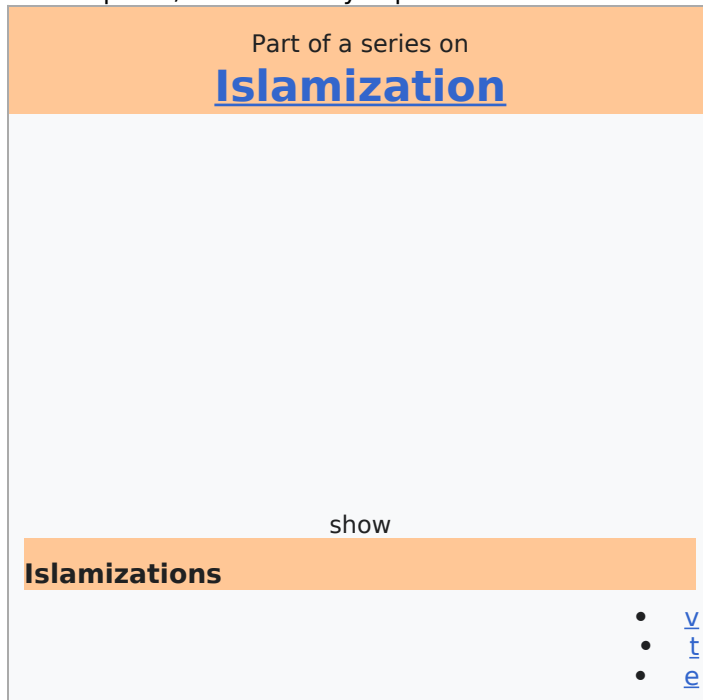 Part of a series on
Islamization
show
Islamizations
• v
• t
• e